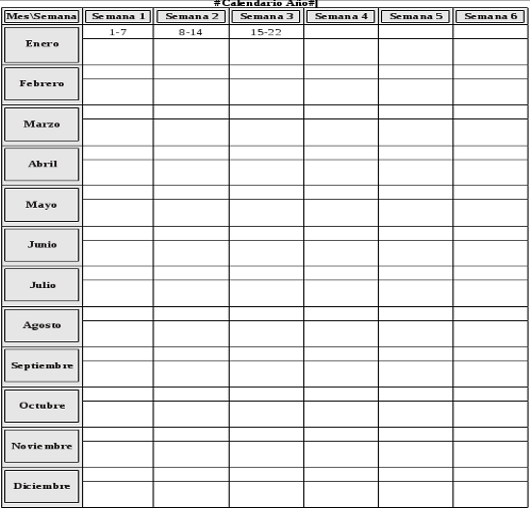 #Calendario Año#
Mes\Semana Semana 1 Semana 2 Semana 3 Semana 4 Semana 5 Semana 6
Enero 1-7 8-14 15-22
Febrero
Marzo
Abril
Mayo
Junio
Julio
Agosto
Septiembre
Octubre
Noviembre
Diciembre